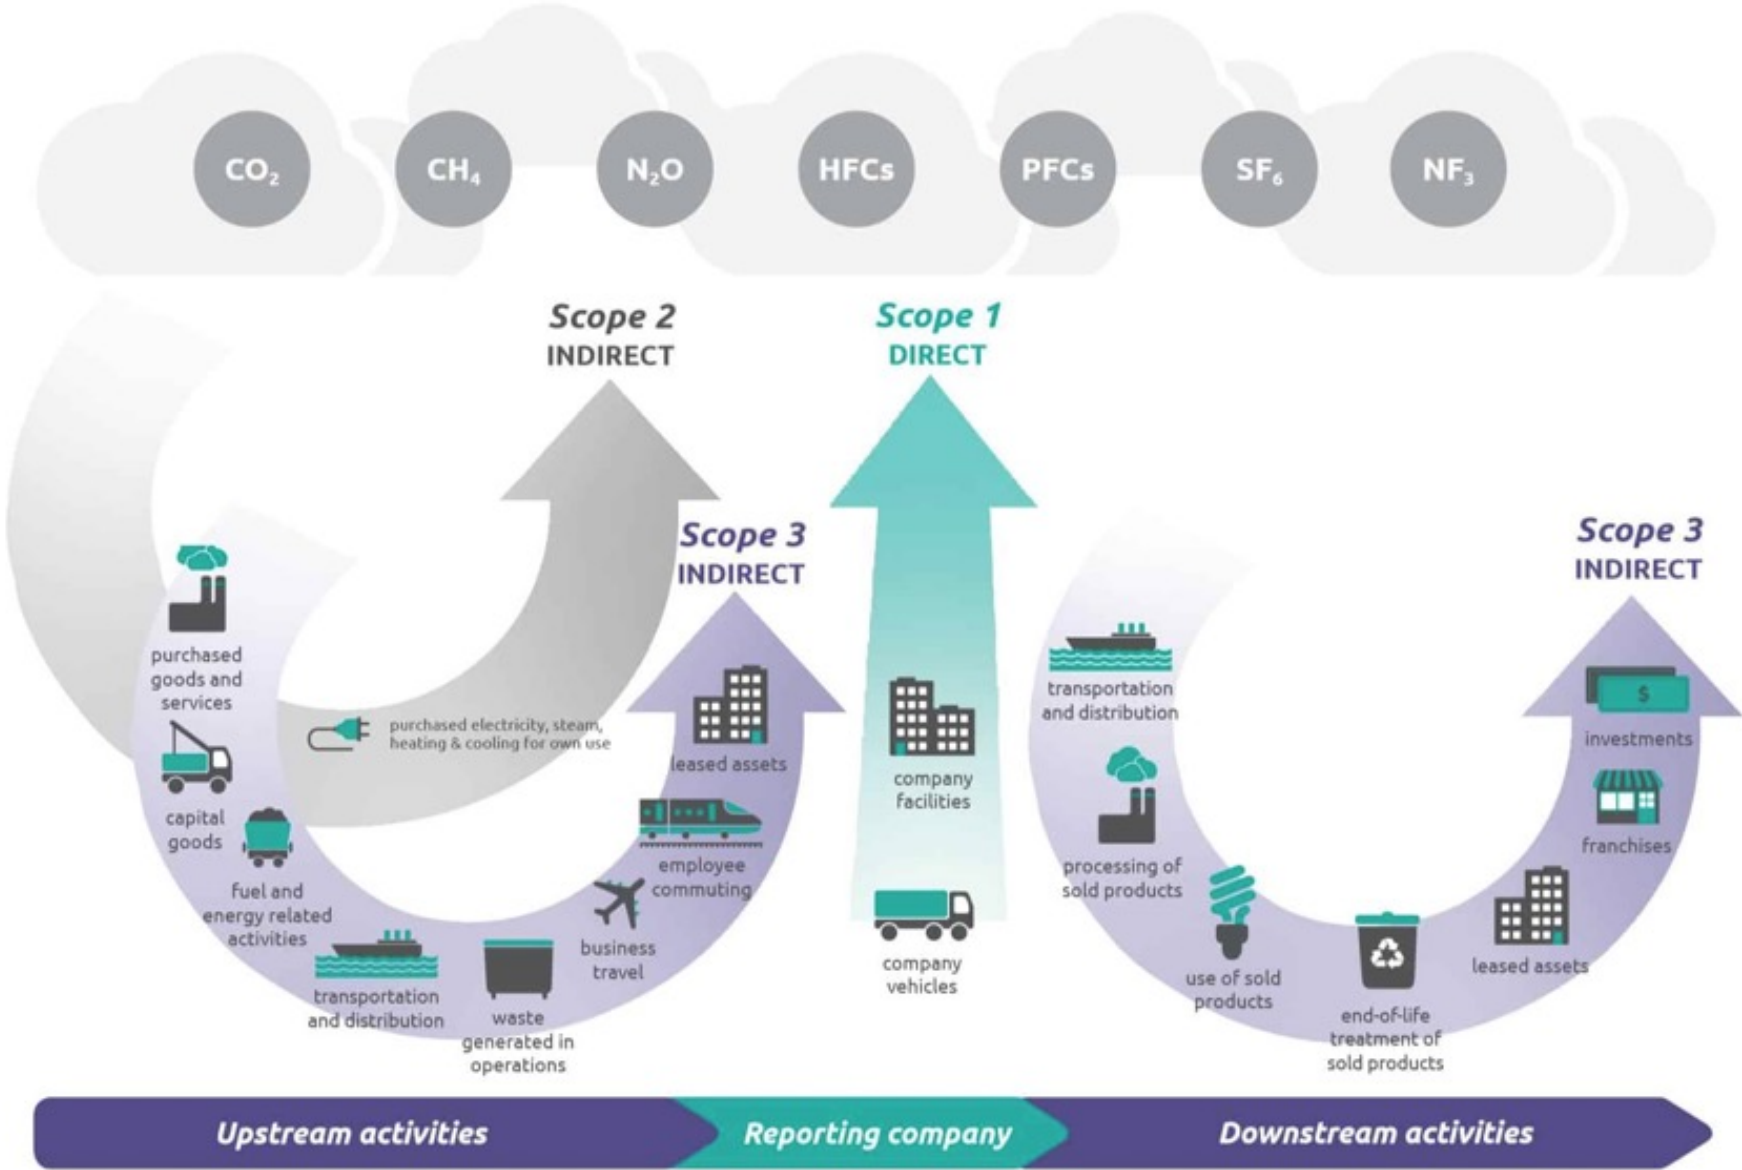 CO₂
CH₄
N₂O
HFCs
PFCs
SF₆
NF₃
Scope 2
INDIRECT
Scope 1
DIRECT
Scope 3
INDIRECT
Scope 3
INDIRECT
purchased
goods and
services
capital
goods
fuel and
energy related
activities
transportation
and distribution
waste
generated in
operations
business
travel
employee
commuting
leased assets
purchased electricity, steam,
heating & cooling for own use
company
facilities
company
vehicles
transportation
and distribution
processing of
sold products
use of sold
products
end-of-life
treatment of
sold products
leased assets
franchises
investments
$
Upstream activities
Reporting company
Downstream activities